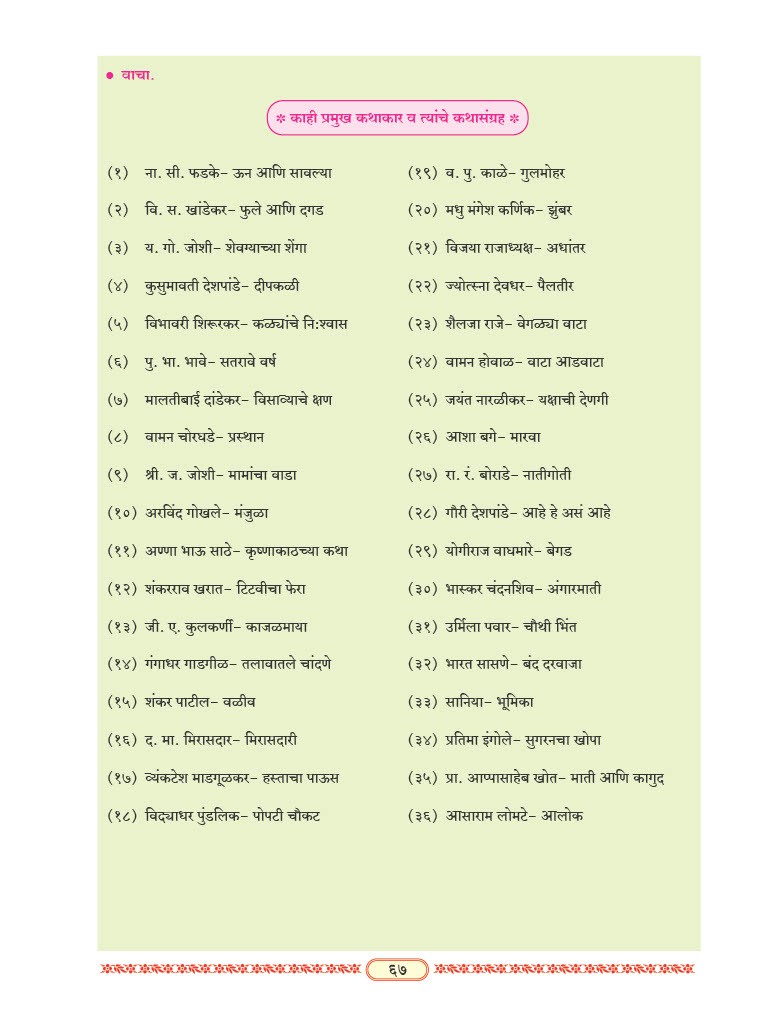 • वाचा.
* काही प्रमुख कथाकार व त्यांचे कथासंग्रह *
(१) ना. सी. फडके– ऊन आणि सावल्या
(२) वि. स. खांडेकर– फुले आणि दगड
(३) य. गो. जोशी– शेवग्याच्या शेंगा
(४) कुसुमावती देशपांडे– दीपकळी
(५) विभावरी शिरूरकर– कळ्यांचे नि:श्वास
(६) पु. भा. भावे– सतरावे वर्ष
(७) मालतीबाई दांडेकर– विसाव्याचे क्षण
(८) वामन चोरधडे– प्रस्थान
(९) श्री. ज. जोशी– मामांचा वाडा
(१०) अरविंद गोखले– मंजुळा
(११) अण्णा भाऊ साठे– कृष्णाकाठच्या कथा
(१२) शंकरराव खरात– टिटवीचा फेरा
(१३) जी. ए. कुलकर्णी– काजळमाया
(१४) गंगाधर गाडगीळ– तलावातले चांदणे
(१५) शंकर पाटील– वळीव
(१६) द. मा. मिरासदार– मिरासदारी
(१७) व्यंकटेश माडगूळकर– हस्ताचा पाऊस
(१८) विद्याधर पुंडलिक– पोपटी चौकट
(१९) व. पु. काळे– गुलमोहर
(२०) मधु मंगेश कर्णिक– झुंबर
(२१) विजया राजाध्यक्ष– अधांतर
(२२) ज्योत्स्ना देवधर– पैलतीर
(२३) शैलजा राजे– वेगळ्या वाटा
(२४) वामन होवाळ– वाटा आडवाटा
(२५) जयंत नारळीकर– यक्षाची देणगी
(२६) आशा बगे– मारवा
(२७) रा. रं. बोराडे– नातीगोती
(२८) गौरी देशपांडे– आहे हे असं आहे
(२९) योगीराज वाघमारे– बेगड
(३०) भास्कर चंदनशिव– अंगारमाती
(३१) उर्मिला पवार– चौथी भिंत
(३२) भारत सासणे– बंद दरवाजा
(३३) सानिया– भूमिका
(३४) प्रतिमा इंगोले– सुगरनचा खोपा
(३५) प्रा. आप्पासाहेब खोत– माती आणि कागुद
(३६) आसाराम लोमटे– आलोक
६७